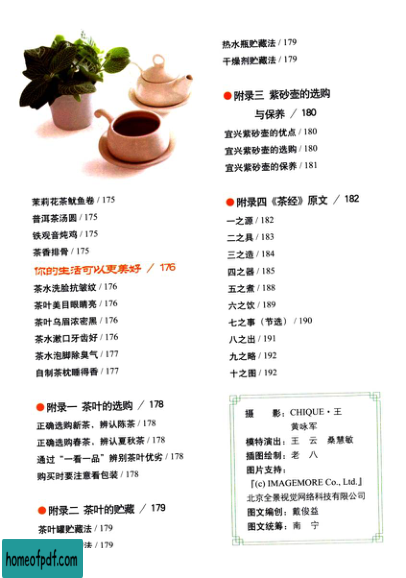 茉莉花茶鱿鱼卷 / 175
普洱茶汤圆 / 175
铁观音炖鸡 / 175
茶香排骨 / 175
你的生活可以更美好 / 176
茶水洗脸抗皱纹 / 176
茶叶美目眼睛亮 / 176
茶叶乌眉浓密黑 / 176
茶水漱口牙齿好 / 176
茶水泡脚除臭气 / 177
自制茶枕睡得香 / 177
●附录一 茶叶的选购 / 178
正确选购新茶，辨认陈茶 / 178
正确选购春茶，辨认夏秋茶 / 178
通过“一看一品”辨别茶叶优劣 / 180
购买时要注意看包装 / 178
●附录二 茶叶的贮藏 / 179
茶叶罐贮藏法 / 179
法 / 179
热水瓶贮藏法 / 179
干燥剂贮藏法 / 179
●附录三 紫砂壶的选购
与保养 / 180
宜兴紫砂壶的优点 / 180
宜兴紫砂壶的选购 / 180
宜兴紫砂壶的保养 / 181
●附录四《茶经》原文 / 182
一之源 / 182
二之具 / 183
三之造 / 184
四之器 / 185
五之煮 / 188
六之饮 / 189
七之事（节选）/ 190
八之出 / 191
九之略 / 192
十之图 / 192
摄 影：CHIQUE·王
黄咏军
模特演出：王 云 桑慧敏
插图绘制：老 八
图片支持：
『(c) IMAGEMORE Co., Ltd.』
北京全景视觉网络科技有限公司
图文编创：戴俊益
图文统筹：南 宁
homeofpdf.com